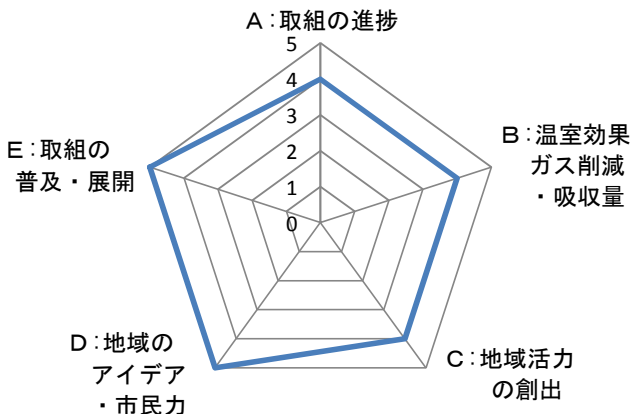 A:取組の進捗
5
4
3
2
1
0
B:温室効果
ガス削減
・吸収量
C:地域活力
の創出
D:地域の
アイデア
・市民力
E:取組の
普及・展開